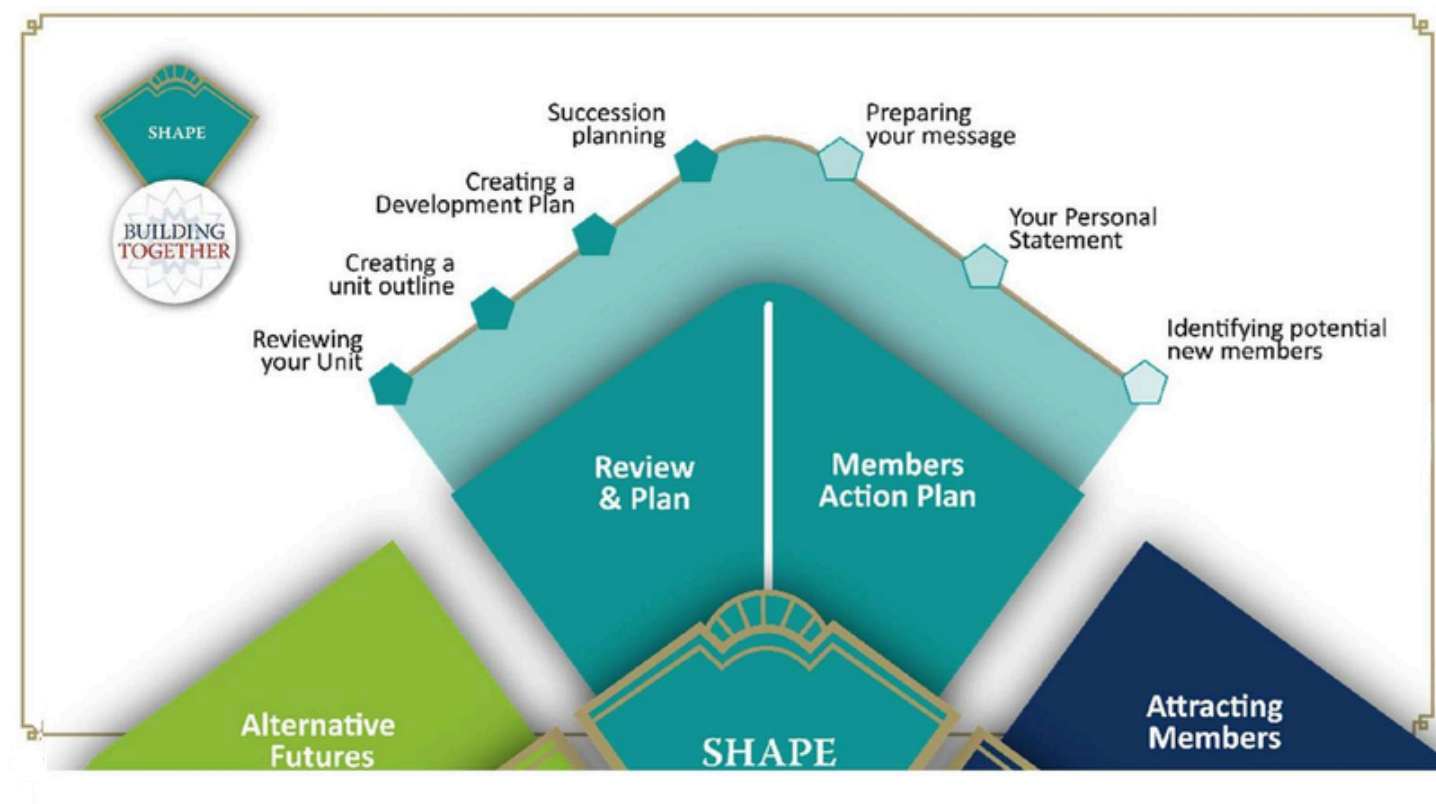 SHAPE
BUILDING
TOGETHER
Succession
planning
Creating a
Development Plan
Creating a
unit outline
Reviewing
your Unit
Preparing
your message
Your Personal
Statement
Identifying potential
new members
Review
& Plan
Members
Action Plan
Alternative
Futures
SHAPE
Attracting
Members